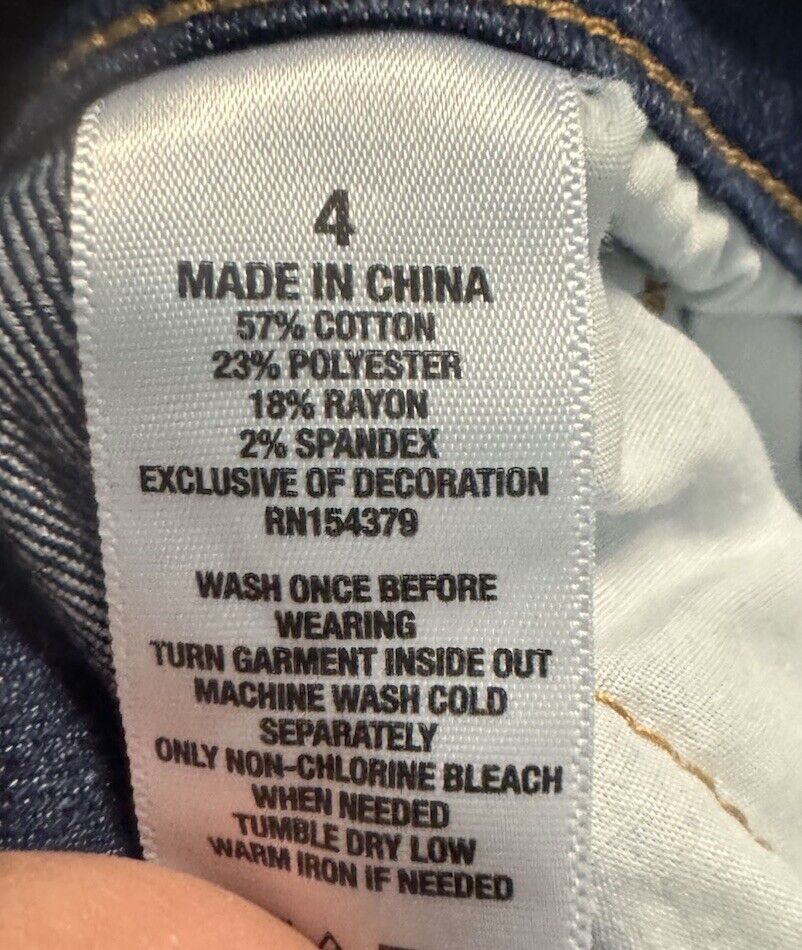 4
MADE IN CHINA
57% COTTON
23% POLYESTER
18% RAYON
2% SPANDEX
EXCLUSIVE OF DECORATION
RN154379
WASH ONCE BEFORE
WEARING
TURN GARMENT INSIDE OUT
MACHINE WASH COLD
SEPARATELY
ONLY NON-CHLORINE BLEACH
WHEN NEEDED
TUMBLE DRY LOW
WARM IRON IF NEEDED